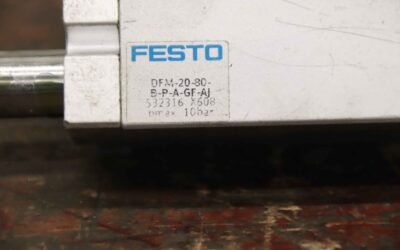 FESTO
DFM-20-80-
B-P-A-GF-AJ
532316 X608
pmax 10bar